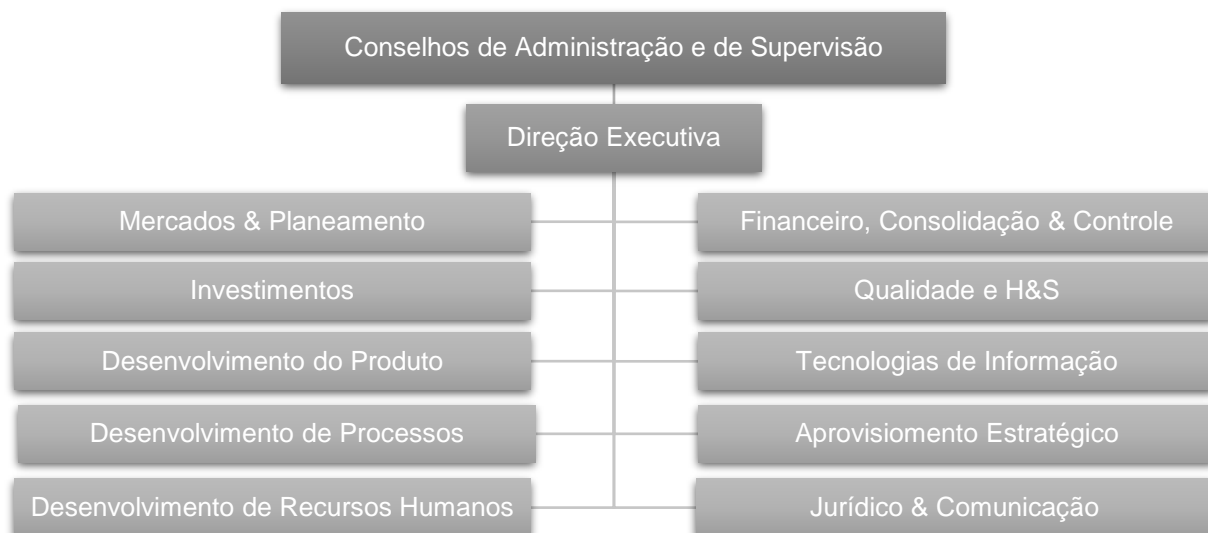 Conselhos de Administração e de Supervisão
Direção Executiva
Mercados & Planeamento
Financeiro, Consolidação & Controle
Investimentos
Qualidade e H&S
Desenvolvimento do Produto
Tecnologias de Informação
Desenvolvimento de Processos
Aprovisiomento Estratégico
Desenvolvimento de Recursos Humanos
Jurídico & Comunicação